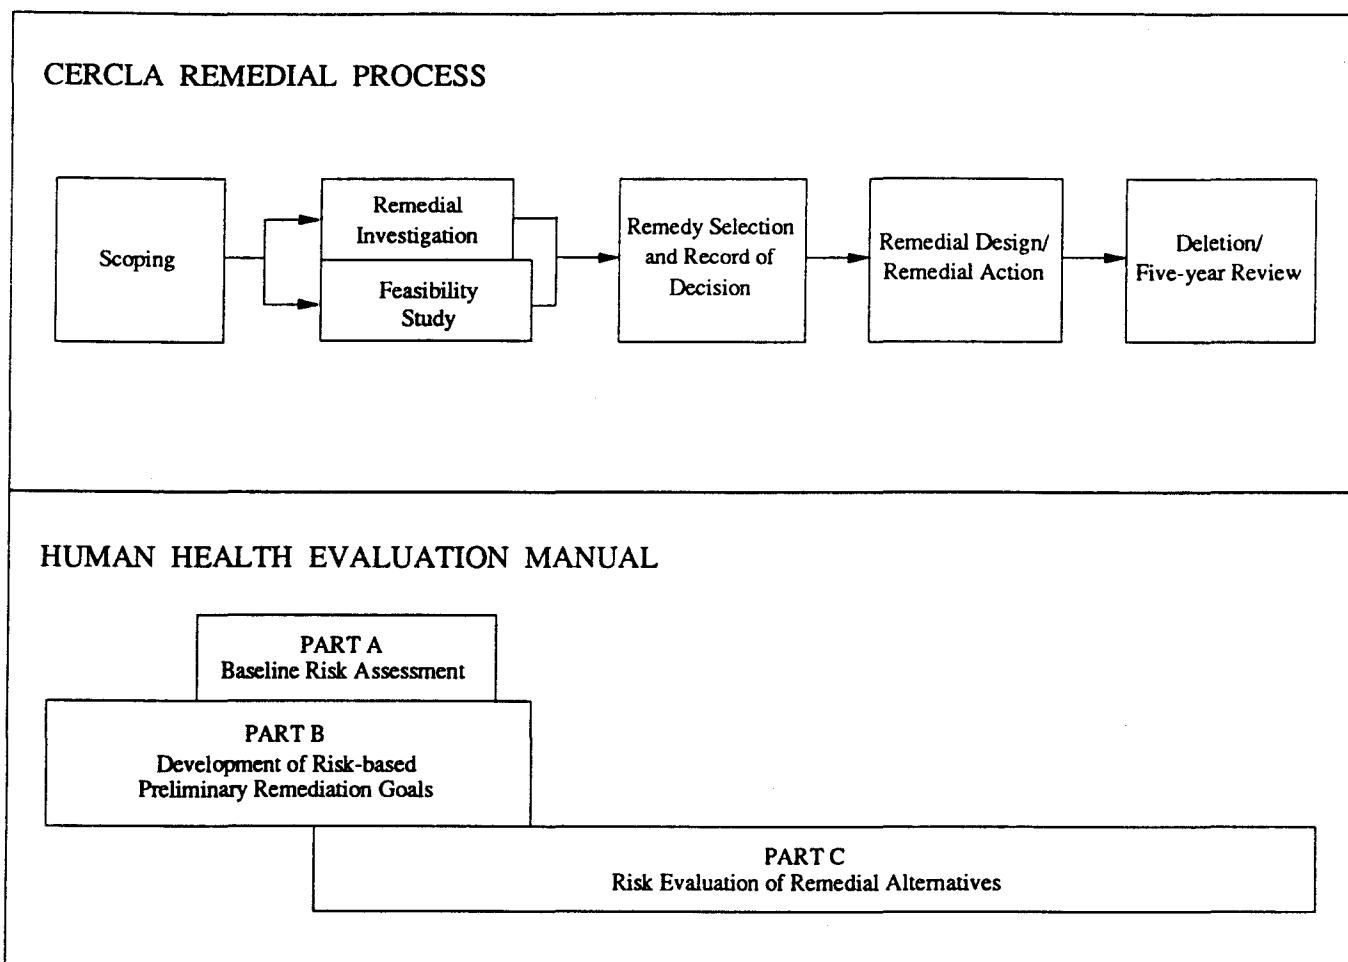 CERCLA REMEDIAL PROCESS
Scoping
Remedial
Investigation
Feasibility
Study
Remedy Selection
and Record of
Decision
Remedial Design/
Remedial Action
Deletion/
Five-year Review
HUMAN HEALTH EVALUATION MANUAL
PART A
Baseline Risk Assessment
PART B
Development of Risk-based
Preliminary Remediation Goals
PART C
Risk Evaluation of Remedial Alternatives